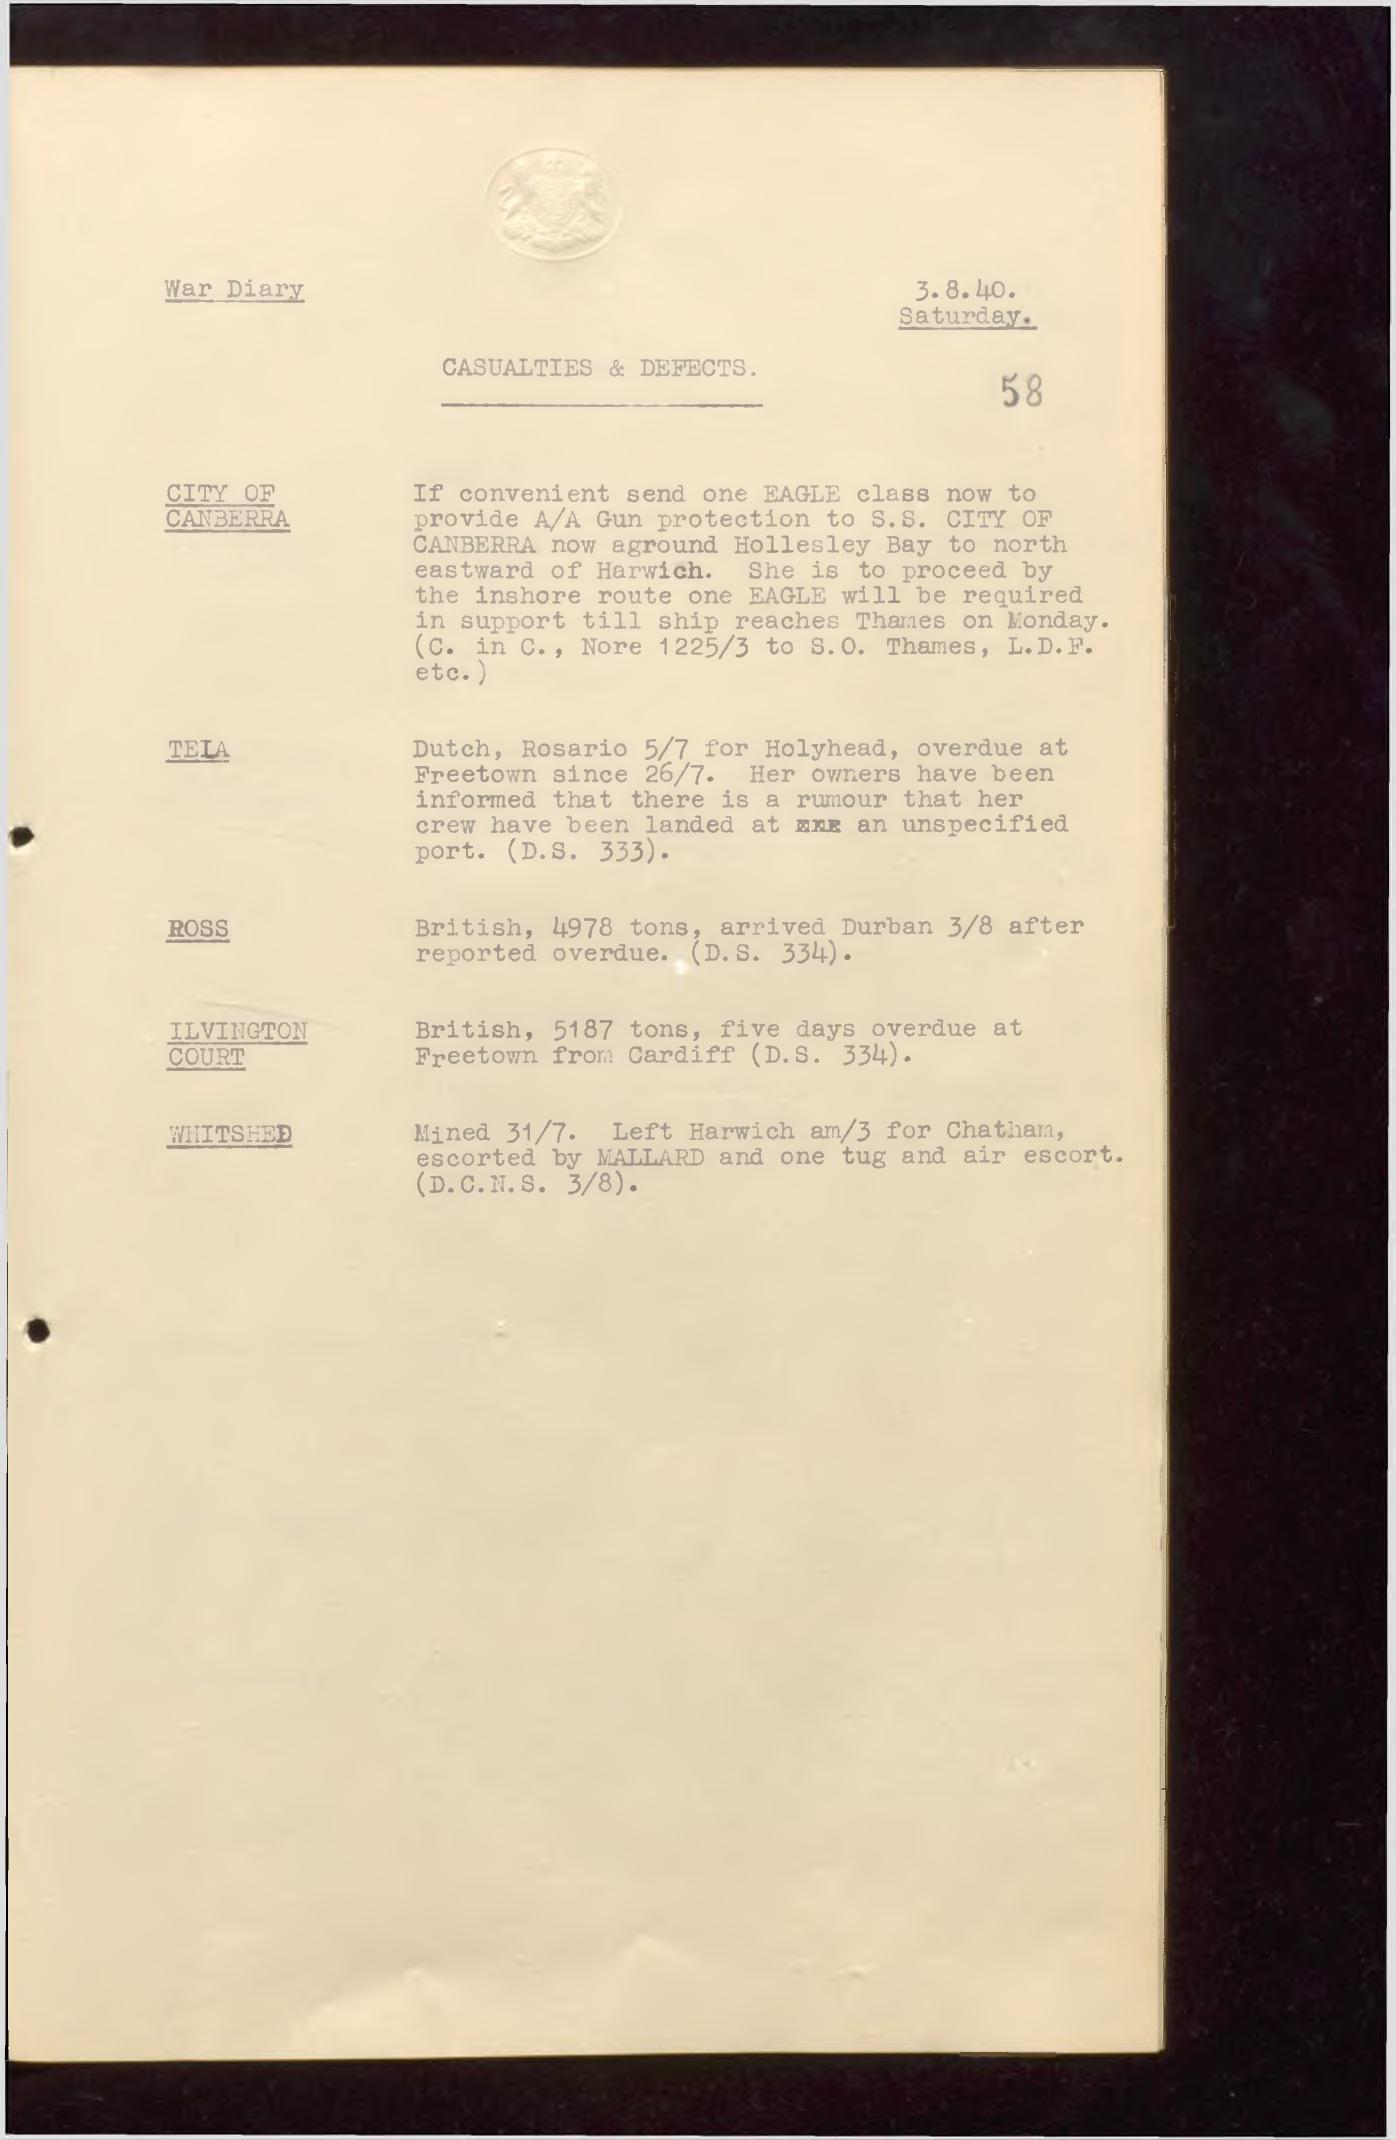 War Diary
3.8.40.
Saturday.
CASUALTIES & DEFECTS.
58
CITY OF
CANBERRA
If convenient send one EAGLE class now to
provide A/A Gun protection to S.S. CITY OF
CANBERRA now aground Hollesley Bay to north
eastward of Harwich. She is to proceed by
the inshore route one EAGLE will be required
in support till ship reaches Thames on Monday.
(C. in C., Nore 1225/3 to S.O. Thames, L.D.F.
etc.)
TELA
Dutch, Rosario 5/7 for Holyhead, overdue at
Freetown since 26/7. Her owners have been
informed that there is a rumour that her
crew have been landed at an unspecified
port. (D.S. 333).
ROSS
British, 4978 tons, arrived Durban 3/8 after
reported overdue. (D.S. 334).
ILVINGTON
COURT
British, 5187 tons, five days overdue at
Freetown from Cardiff (D.S. 334).
WHITSHED
Mined 31/7. Left Harwich am/3 for Chatham,
escorted by MALLARD and one tug and air escort.
(D.C.N.S. 3/8).